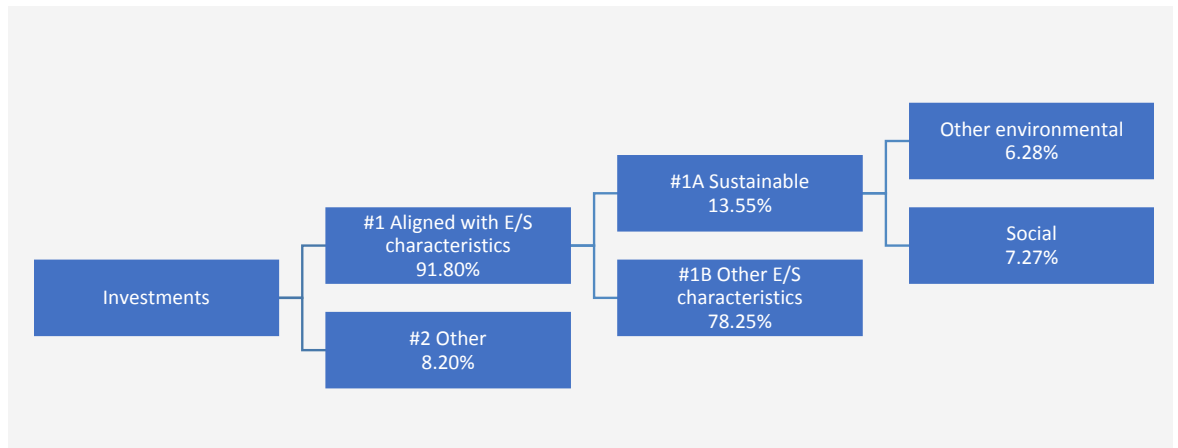 Investments
#1 Aligned with E/S
characteristics
91.80%
#2 Other
8.20%
#1A Sustainable
13.55%
#1B Other E/S
characteristics
78.25%
Other environmental
6.28%
Social
7.27%